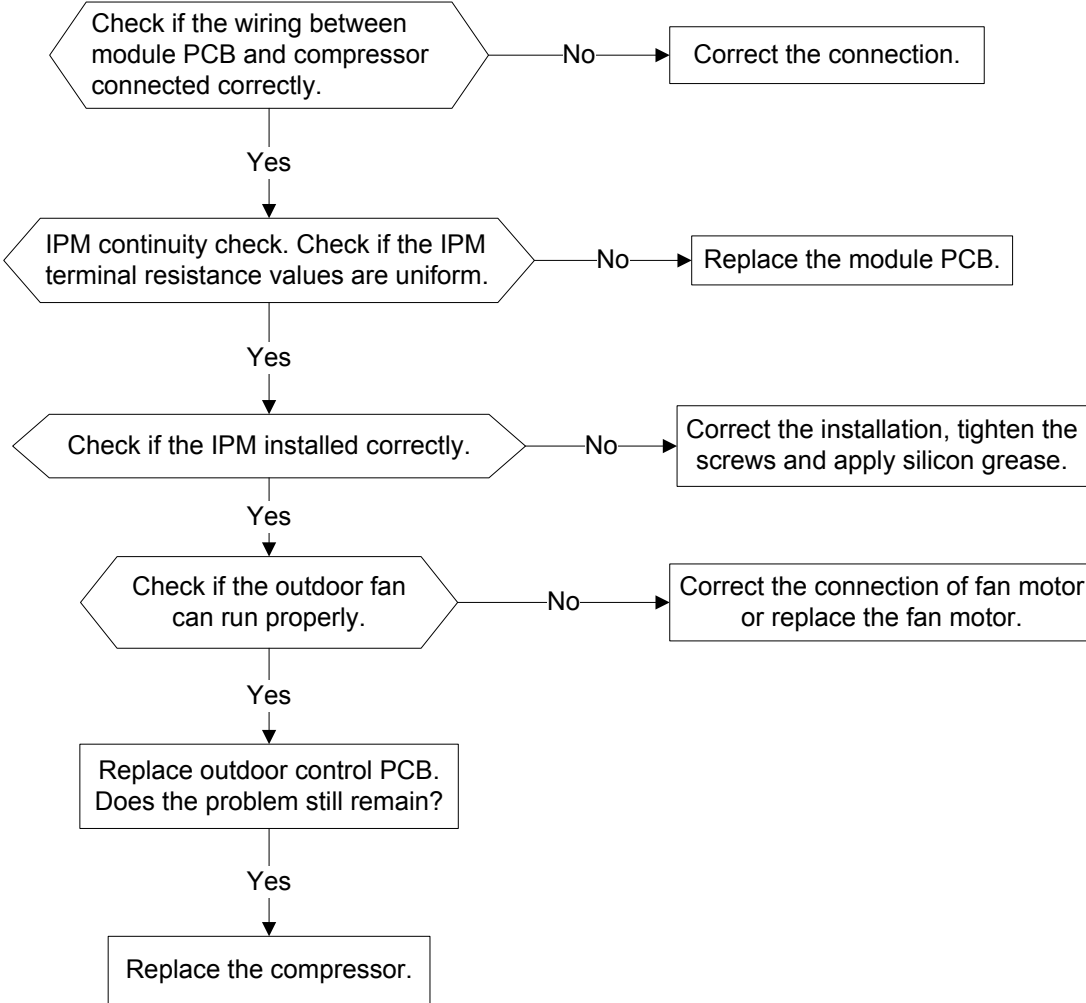 Check if the wiring between
module PCB and compressor
connected correctly.
No
Correct the connection.
Yes
IPM continuity check. Check if the IPM
terminal resistance values are uniform.
No
Replace the module PCB.
Yes
Check if the IPM installed correctly.
No
Correct the installation, tighten the
screws and apply silicon grease.
Yes
Check if the outdoor fan
can run properly.
No
Correct the connection of fan motor
or replace the fan motor.
Yes
Replace outdoor control PCB.
Does the problem still remain?
Yes
Replace the compressor.